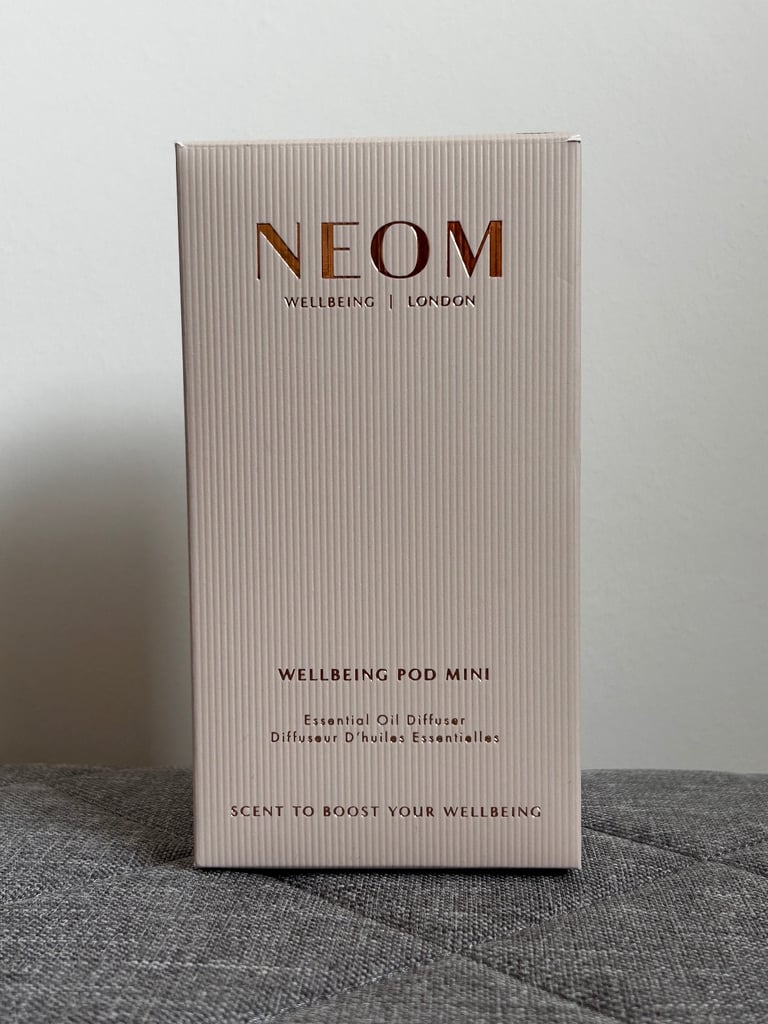 NEOM
WELLBEING | LONDON
WELLBEING POD MINI
Essential Oil Diffuser
Diffuseur D'huiles Essentielles
SCENT TO BOOST YOUR WELLBEING